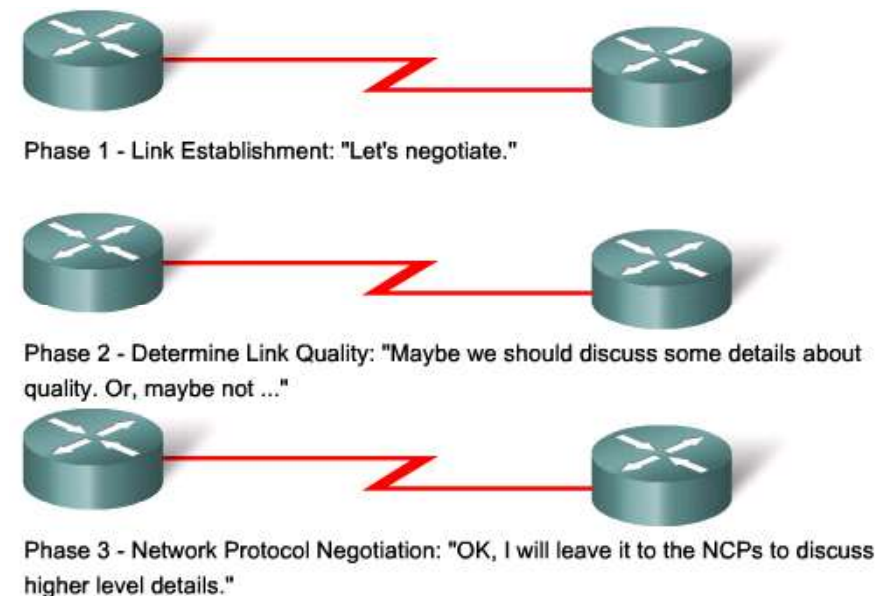 Phase 1 - Link Establishment: "Let's negotiate."
Phase 2 - Determine Link Quality: "Maybe we should discuss some details about
quality. Or, maybe not ..."
Phase 3 - Network Protocol Negotiation: "OK, I will leave it to the NCPs to discuss
higher level details."